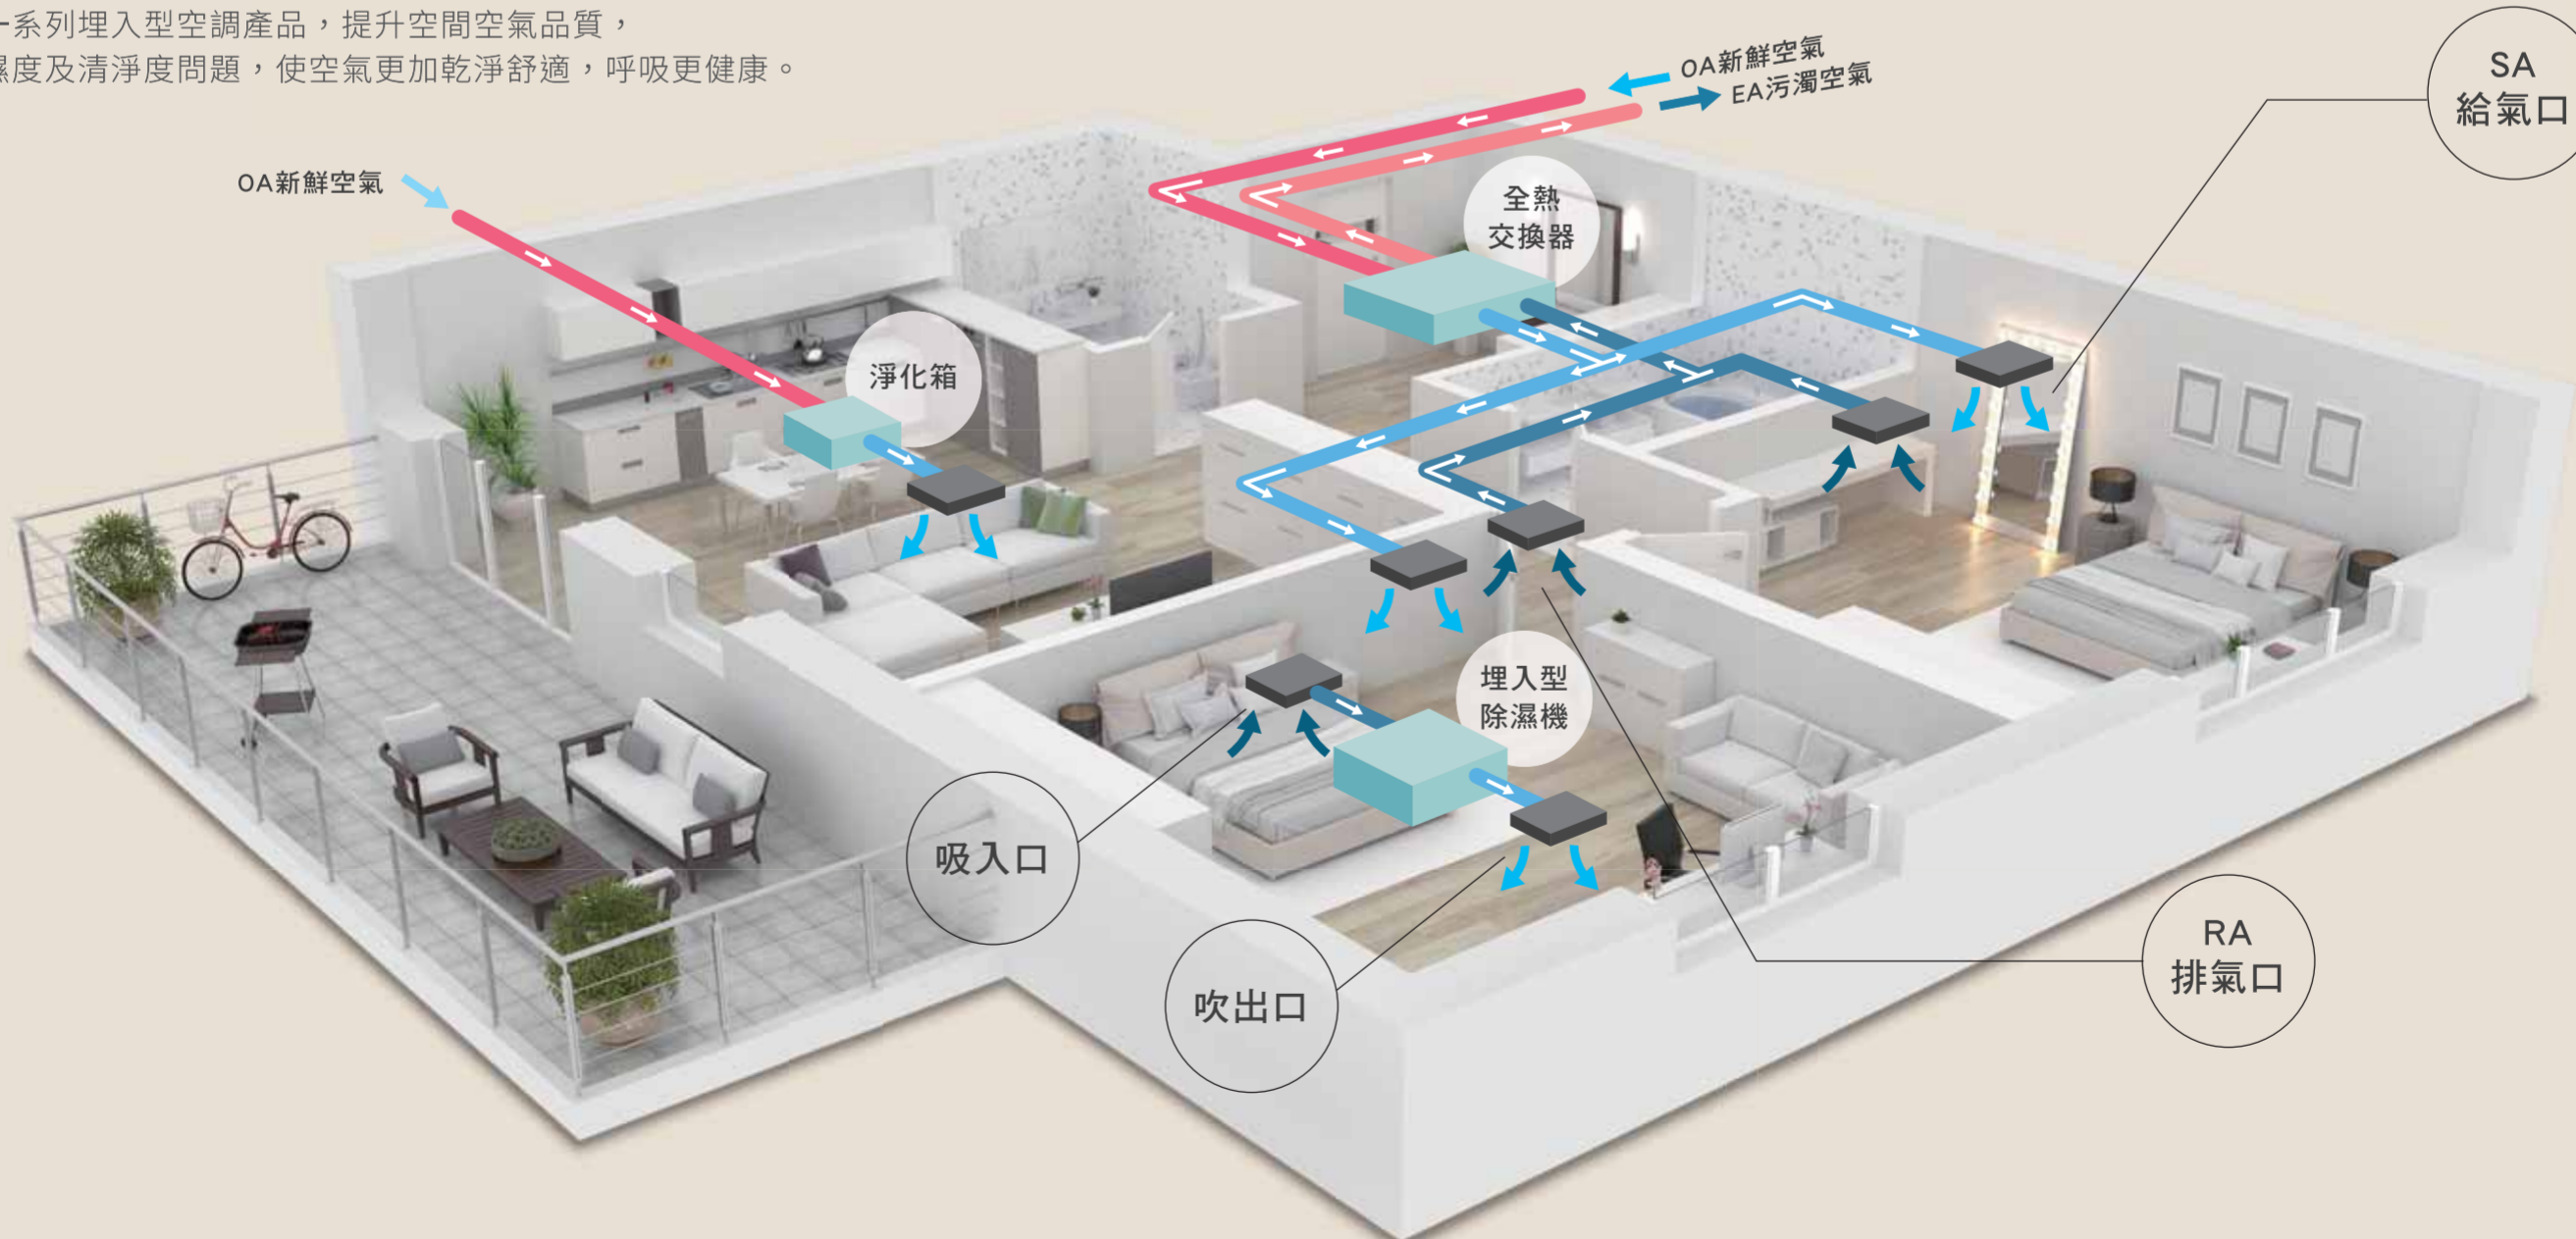 一系列埋入型空調產品，提升空間空氣品質，
濕度及清淨度問題，使空氣更加乾淨舒適，呼吸更健康。
OA新鮮空氣
EA污濁空氣
SA
給氣口
OA新鮮空氣
全熱
交換器
淨化箱
埋入型
除濕機
吸入口
吹出口
RA
排氣口